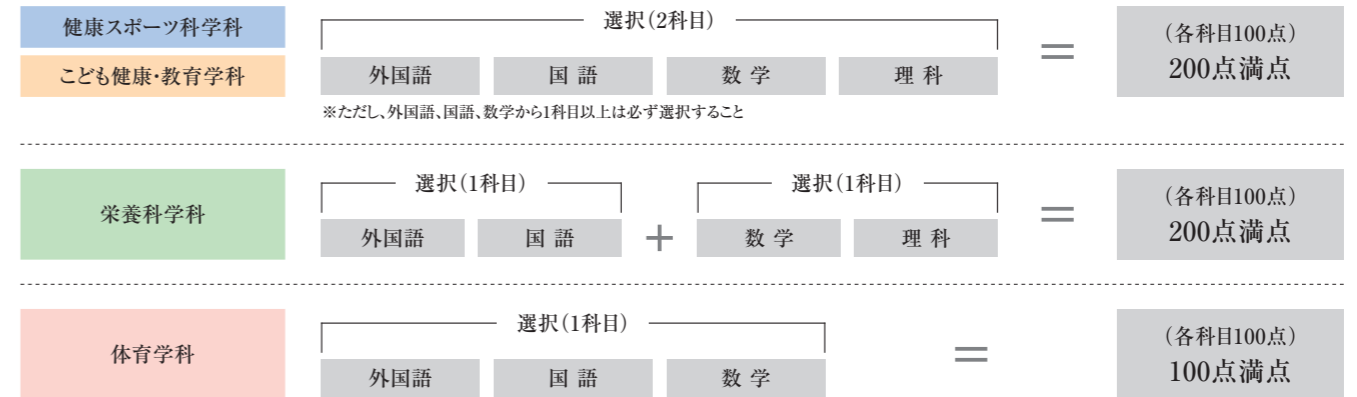 健康スポーツ科学科
こども健康・教育学科
選択(2科目)
外国語 国語 数学 理科
※ただし、外国語、国語、数学から1科目以上は必ず選択すること
=
(各科目100点)
200点満点
栄養科学科
選択(1科目) 選択(1科目)
外国語 国語 + 数学 理科
=
(各科目100点)
200点満点
体育学科
選択(1科目)
外国語 国語 数学
=
(各科目100点)
100点満点